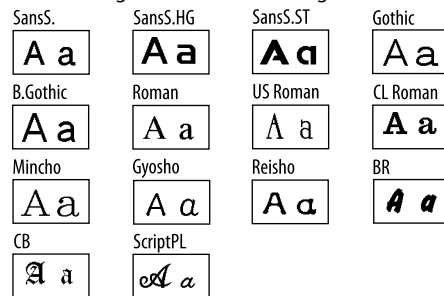 SansS. SansS.HG SansS.ST Gothic
A a A a A a A a
B.Gothic Roman US Roman CL Roman
A a A a A a A a
Mincho Gyosho Reisho BR
A a A a A a A a
CB ScriptPL
A a A a